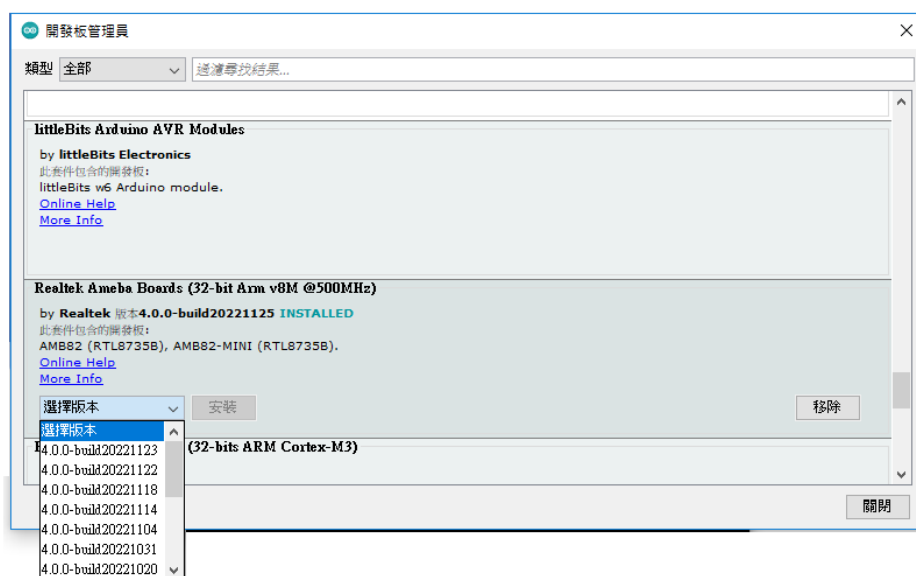 開發板管理員
類型 全部 過濾尋找結果...
littleBits Arduino AVR Modules
by littleBits Electronics
此套件包含的開發板:
littleBits w6 Arduino module.
Online Help
More Info
Realtek Ameba Boards (32-bit Arm v8M @500MHz)
by Realtek 版本4.0.0-build20221125 INSTALLED
此套件包含的開發板:
AMB82 (RTL8735B), AMB82-MINI (RTL8735B).
Online Help
More Info
選擇版本 安裝 移除
選擇版本
(32-bits ARM Cortex-M3)
4.0.0-build20221123
4.0.0-build20221122
4.0.0-build20221118
4.0.0-build20221114
4.0.0-build20221104
4.0.0-build20221031
4.0.0-build20221020
關閉